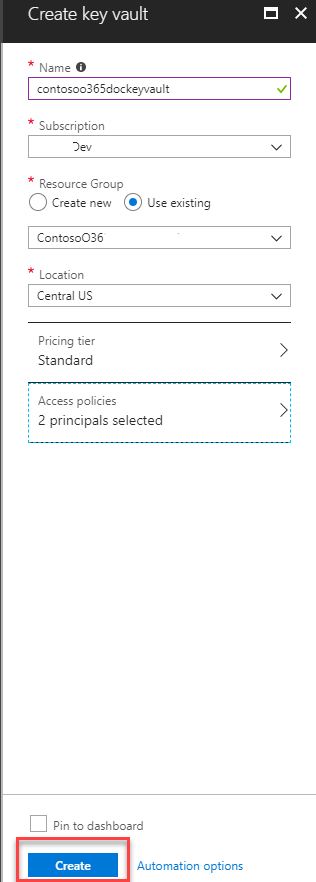 Create key vault
* Name
contosoo365dockeyvault
* Subscription
Dev
* Resource Group
Create new Use existing
ContosoO36
* Location
Central US
Pricing tier
Standard
Access policies
2 principals selected
Pin to dashboard
Create Automation options